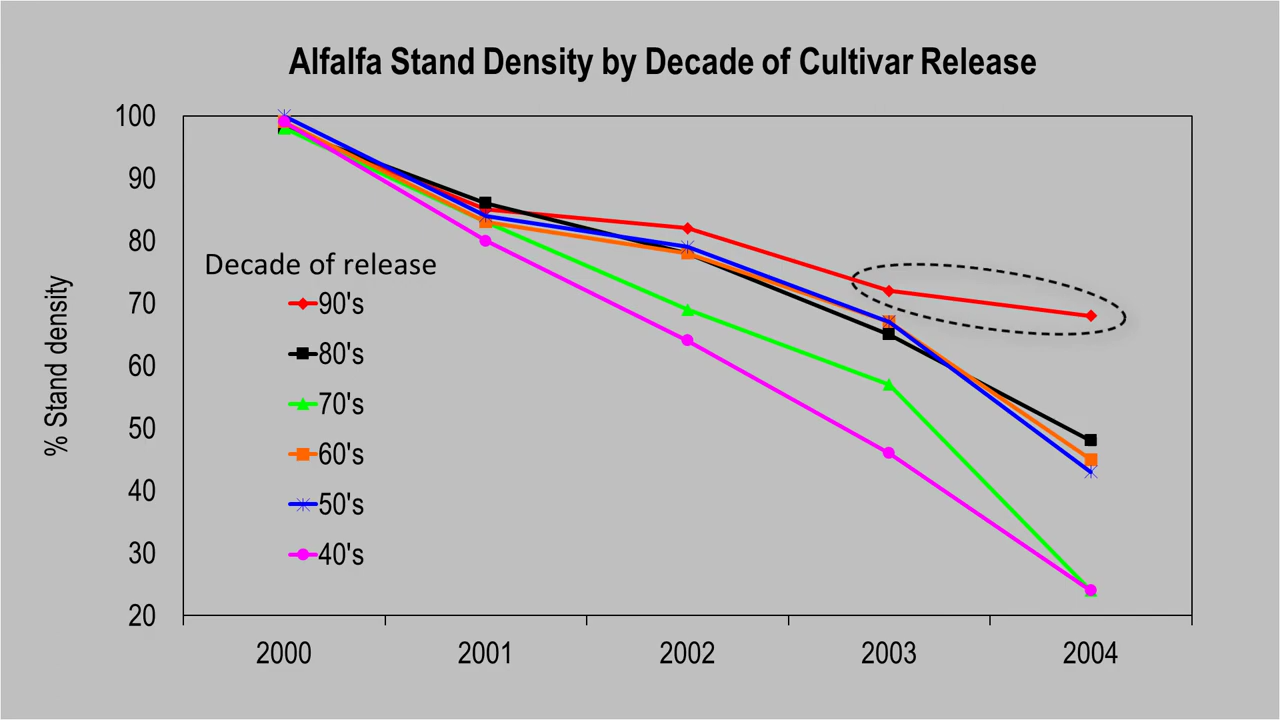 Alfalfa Stand Density by Decade of Cultivar Release
100
90
80
70
60
50
40
30
20
% Stand density
Decade of release
90's
80's
70's
60's
50's
40's
2000 2001 2002 2003 2004